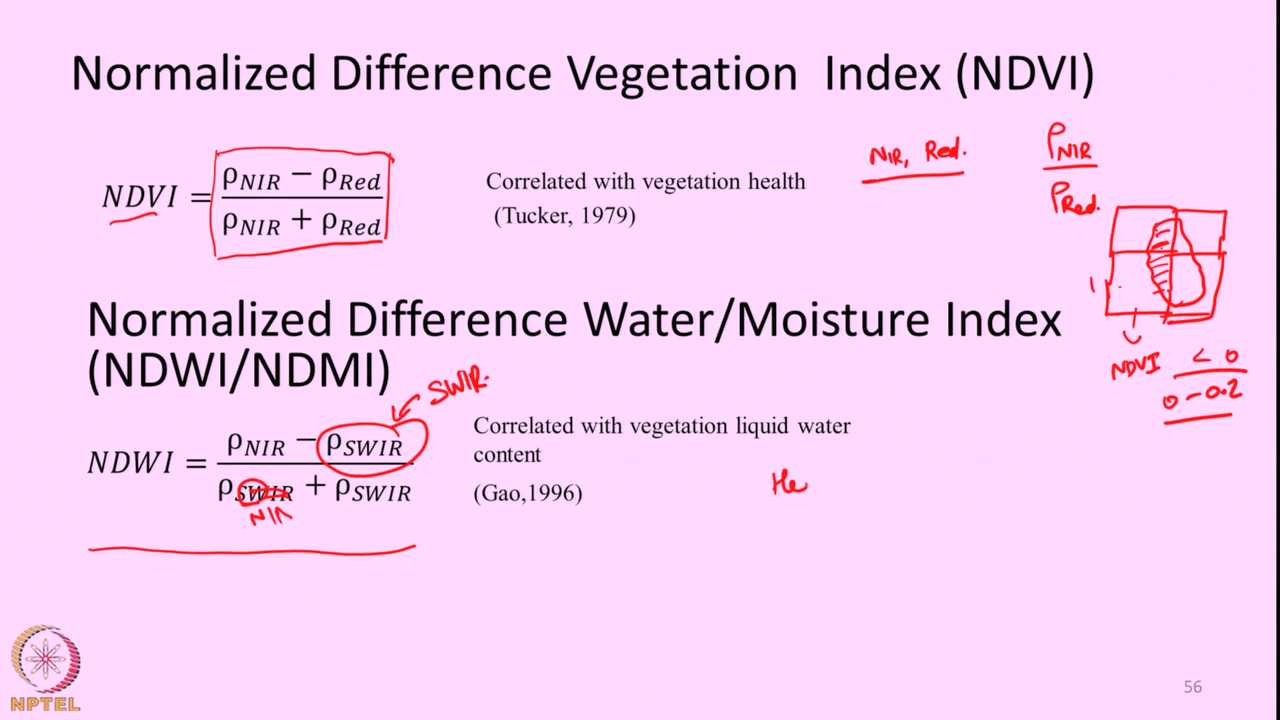 Normalized Difference Vegetation Index (NDVI)
NIR, Red.
ρNIR
ρRed.
NDVI = ρNIR − ρRed
ρNIR + ρRed
Correlated with vegetation health
(Tucker, 1979)
Normalized Difference Water/Moisture Index
(NDWI/NDMI)
NDVI < 0
0 - 0.2
SWIR.
NDWI = ρNIR − ρSWIR
ρSWIR + ρSWIR
NIR
Correlated with vegetation liquid water
content
(Gao,1996)
He
NPTEL
56